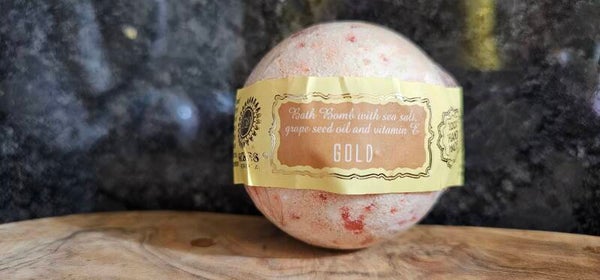 Bath Bomb with sea salt,
grape seed oil and vitamin E
GOLD